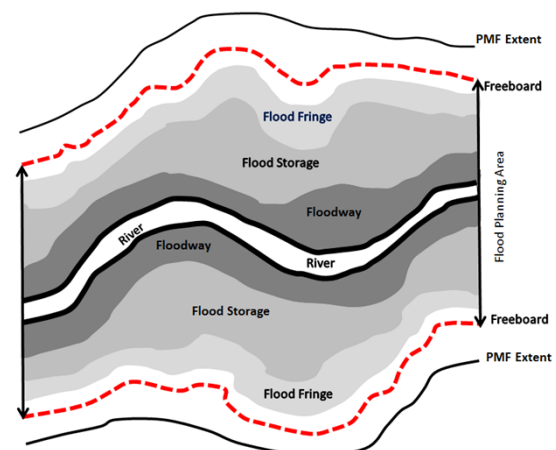 PMF Extent
Freeboard
Flood Fringe
Flood Storage
Floodway
River
Floodway
River
Flood Planning Area
Flood Storage
Freeboard
PMF Extent
Flood Fringe